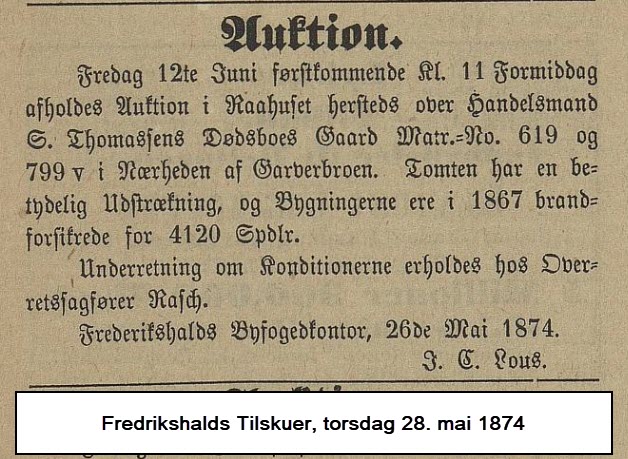 Auktion.
Fredag 12te Juni førstkommende Kl. 11 Formiddag
afholdes Auktion i Raahuset hersteds over Handelsmand
S. Thomassens Dødsboes Gaard Matr.=No. 619 og
799 v i Nærheden af Garverbroen. Tomten har en be=
tydelig Udstrækning, og Bygningerne ere i 1867 brand=
forsikrede for 4120 Spdlr.
Underretning om Konditionerne erholdes hos Over=
retssagfører Rasch.
Frederikshalds Byfogedkontor, 26de Mai 1874.
J. C. Lous.
Fredrikshalds Tilskuer, torsdag 28. mai 1874